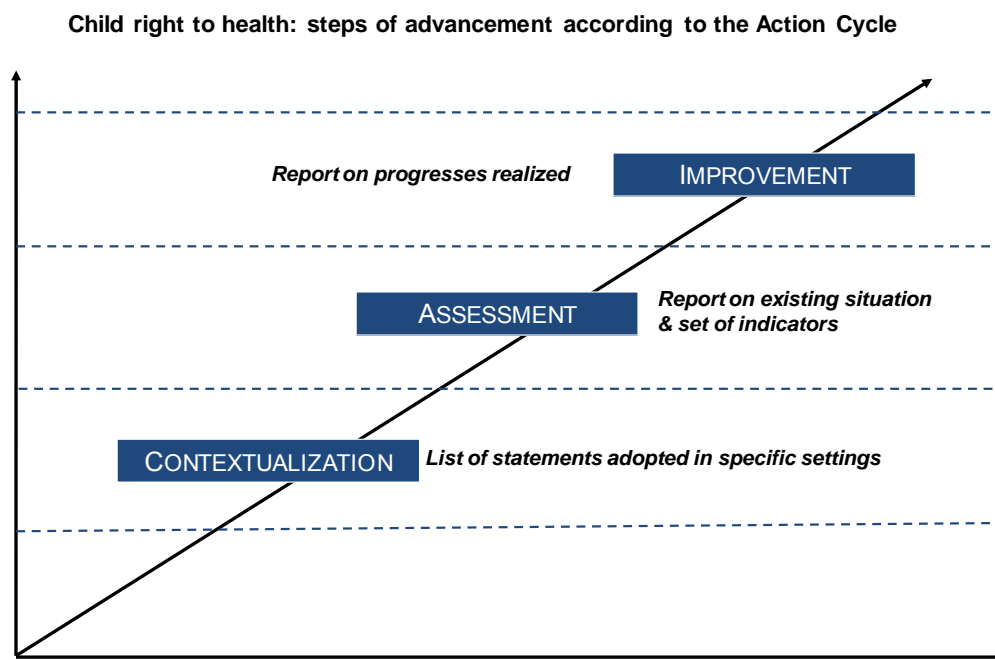 Child right to health: steps of advancement according to the Action Cycle
Report on progresses realized
IMPROVEMENT
ASSESSMENT
Report on existing situation
& set of indicators
CONTEXTUALIZATION
List of statements adopted in specific settings